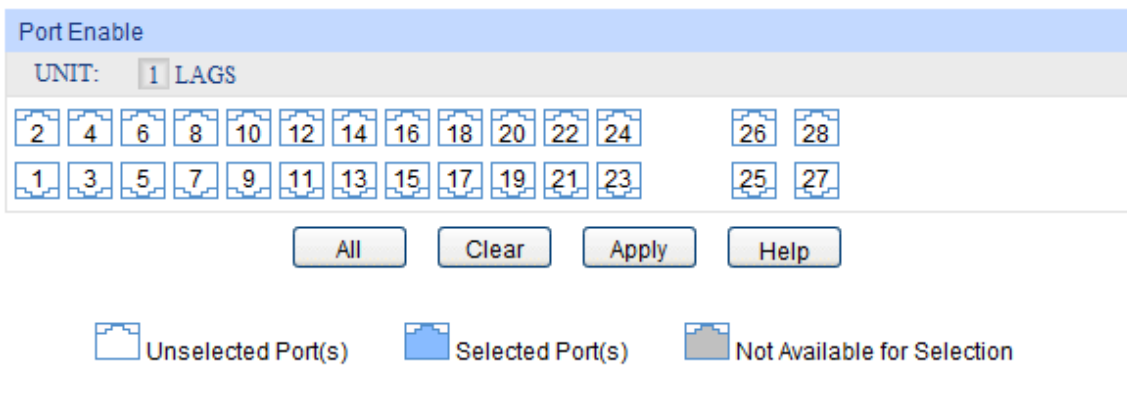 Port Enable
UNIT: 1 LAGS
2 4 6 8 10 12 14 16 18 20 22 24 26 28
1 3 5 7 9 11 13 15 17 19 21 23 25 27
All Clear Apply Help
Unselected Port(s) Selected Port(s) Not Available for Selection